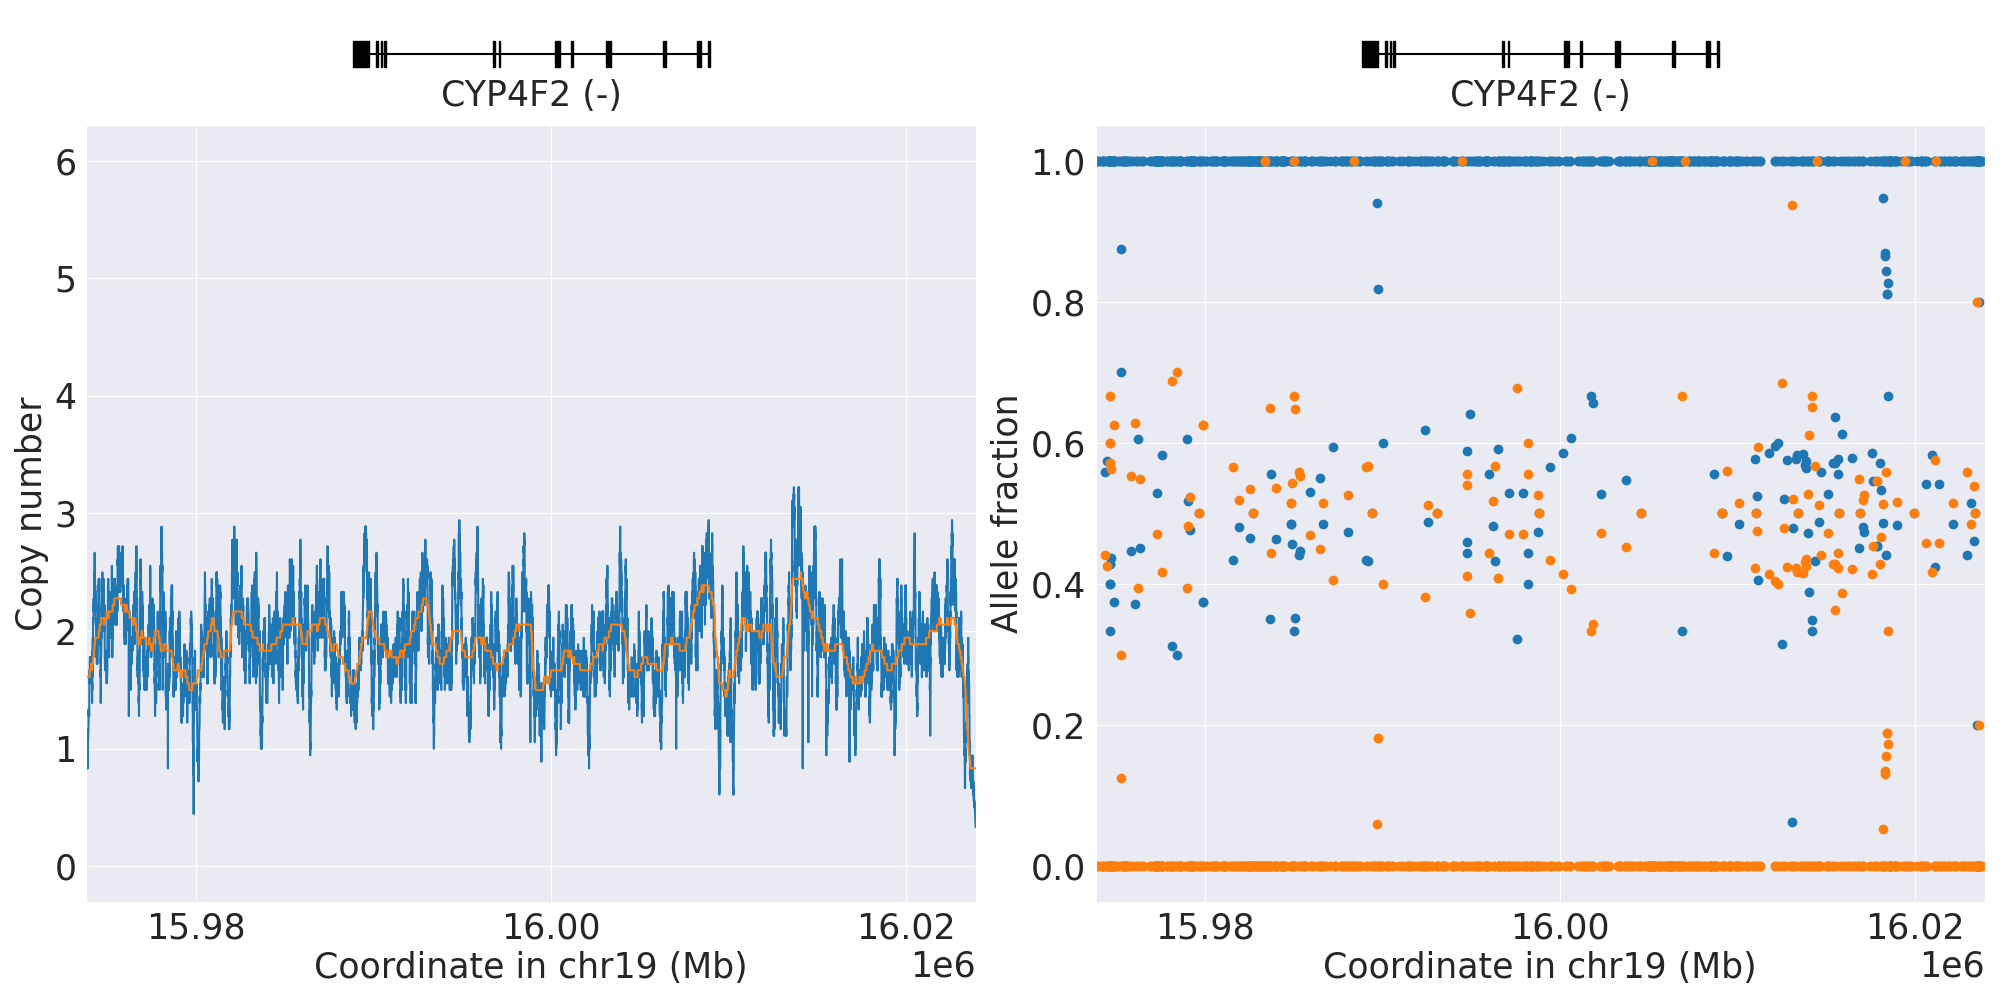 CYP4F2 (-)
6
5
4
3
2
1
0
Copy number
15.98
16.00
16.02
Coordinate in chr19 (Mb)
1e6
CYP4F2 (-)
1.0
0.8
0.6
0.4
0.2
0.0
Allele fraction
15.98
16.00
16.02
Coordinate in chr19 (Mb)
1e6